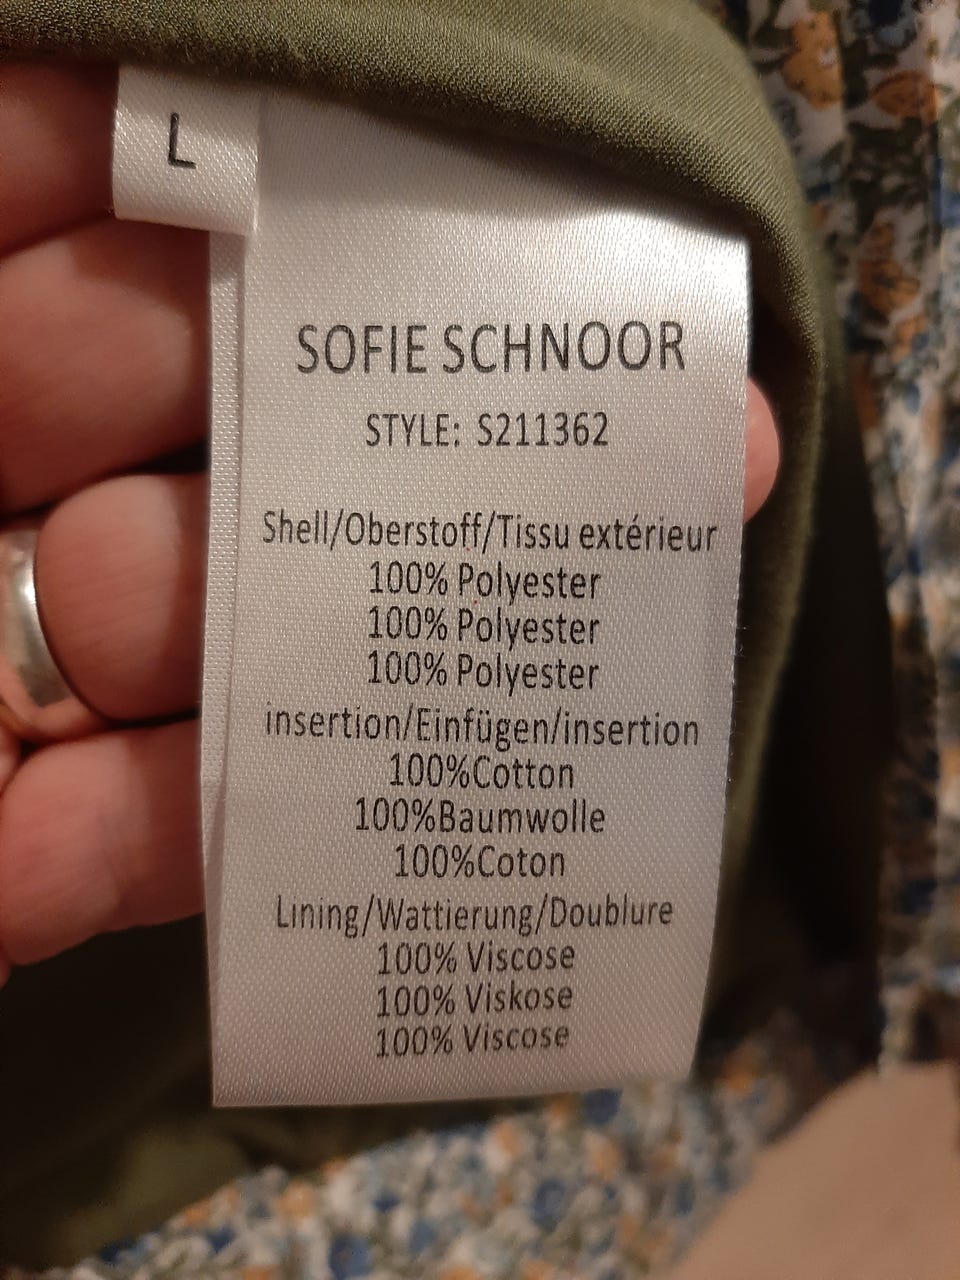 L
SOFIE SCHNOOR
STYLE: S211362
Shell/Oberstoff/Tissu extérieur
100% Polyester
100% Polyester
100% Polyester
insertion/Einfügen/insertion
100%Cotton
100%Baumwolle
100%Coton
Lining/Wattierung/Doublure
100% Viscose
100% Viskose
100% Viscose